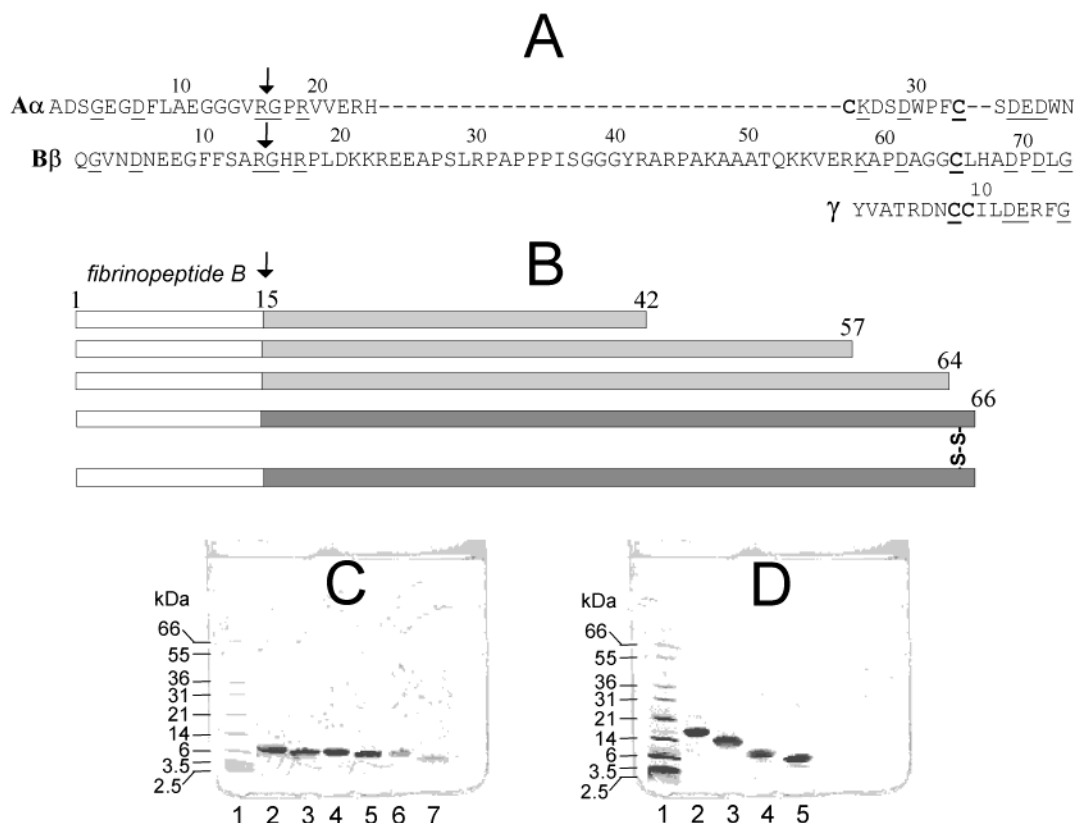 A
10 20 30
Aα ADSGEGDFLAEGGGVRGPRVVERH----------------------------------CKDSDWPFC--SDEDWN
10 20 30 40 50 60 70
Bβ QGVNDNEEGFFSARGHRPLDKKREEAPSLRPAPPPISGGGYRARPAKAAATQKKVERKAPDAGGCLHADPDLG
10
γ YVATRDNCCILDERFG
B
fibrinopeptide B
1 15 42
57
64
66
S-S
C
kDa
66
55
36
31
21
14
6
3.5
2.5
1 2 3 4 5 6 7
D
kDa
66
55
36
31
21
14
6
3.5
2.5
1 2 3 4 5